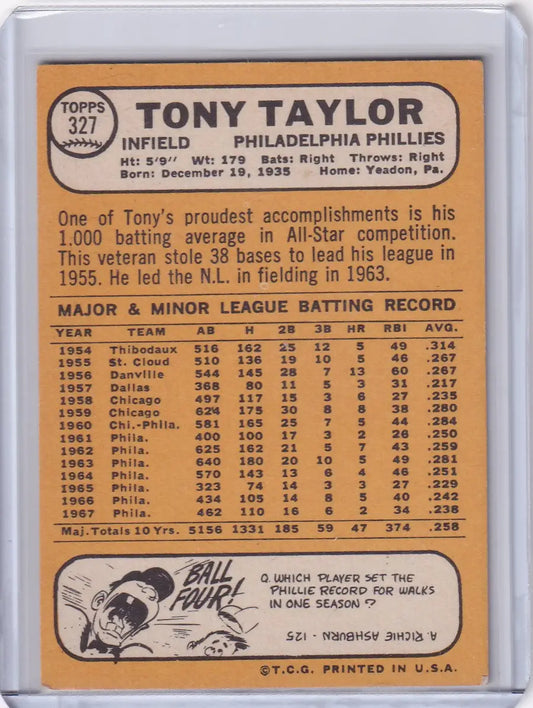 TOPPS
327
TONY TAYLOR
INFIELD PHILADELPHIA PHILLIES
Ht: 5'9" Wt: 179 Bats: Right Throws: Right
Born: December 19, 1935 Home: Yeadon, Pa.
One of Tony's proudest accomplishments is his
1.000 batting average in All-Star competition.
This veteran stole 38 bases to lead his league in
1955. He led the N.L. in fielding in 1963.
MAJOR & MINOR LEAGUE BATTING RECORD
YEAR TEAM AB H 2B 3B HR RBI AVG.
1954 Thibodaux 516 162 25 12 5 49 .314
1955 St. Cloud 510 136 19 10 5 46 .267
1956 Danville 544 145 28 7 13 60 .267
1957 Dallas 368 80 11 5 3 31 .217
1958 Chicago 497 117 15 3 6 27 .235
1959 Chicago 624 175 30 8 8 38 .280
1960 Chi.-Phila. 581 165 25 7 5 44 .284
1961 Phila. 400 100 17 3 2 26 .250
1962 Phila. 625 162 21 5 7 43 .259
1963 Phila. 640 180 20 10 5 49 .281
1964 Phila. 570 143 13 6 4 46 .251
1965 Phila. 323 74 14 3 3 27 .229
1966 Phila. 434 105 14 8 5 40 .242
1967 Phila. 462 110 16 6 2 34 .238
Maj. Totals 10 Yrs. 5156 1331 185 59 47 374 .258
BALL
FOUR!
Q. WHICH PLAYER SET THE
PHILLIE RECORD FOR WALKS
IN ONE SEASON?
A. RICHIE ASHBURN - 125
©T.C.G. PRINTED IN U.S.A.